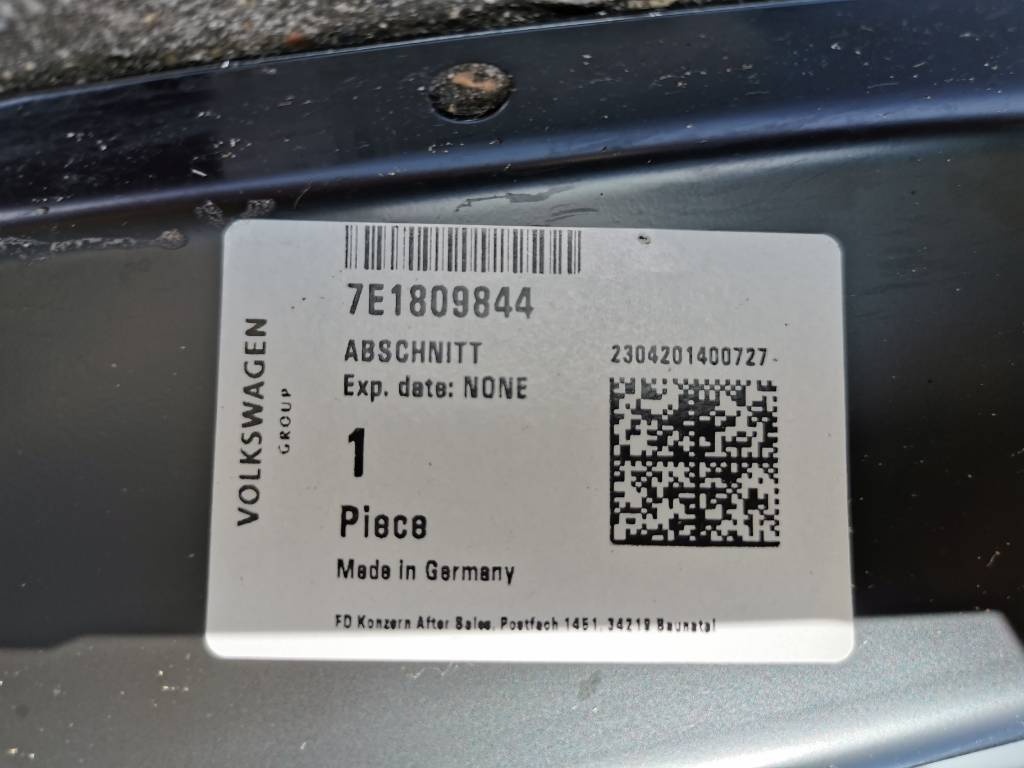 7E1809844
ABSCHNITT
Exp. date: NONE
1
Piece
Made in Germany
FD Konzern After Sales, Postfach 1451, 34219 Baunatal
2304201400727
VOLKSWAGEN
GROUP